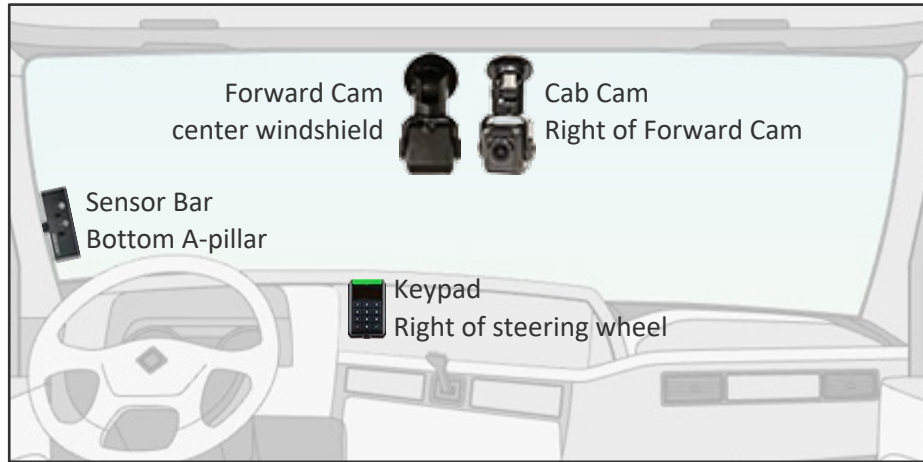 Forward Cam
center windshield
Cab Cam
Right of Forward Cam
Sensor Bar
Bottom A-pillar
Keypad
Right of steering wheel